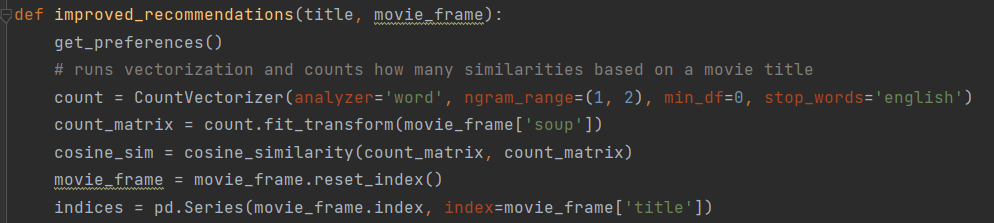 def improved_recommendations(title, movie_frame):
    get_preferences()
    # runs vectorization and counts how many similarities based on a movie title
    count = CountVectorizer(analyzer='word', ngram_range=(1, 2), min_df=0, stop_words='english')
    count_matrix = count.fit_transform(movie_frame['soup'])
    cosine_sim = cosine_similarity(count_matrix, count_matrix)
    movie_frame = movie_frame.reset_index()
    indices = pd.Series(movie_frame.index, index=movie_frame['title'])